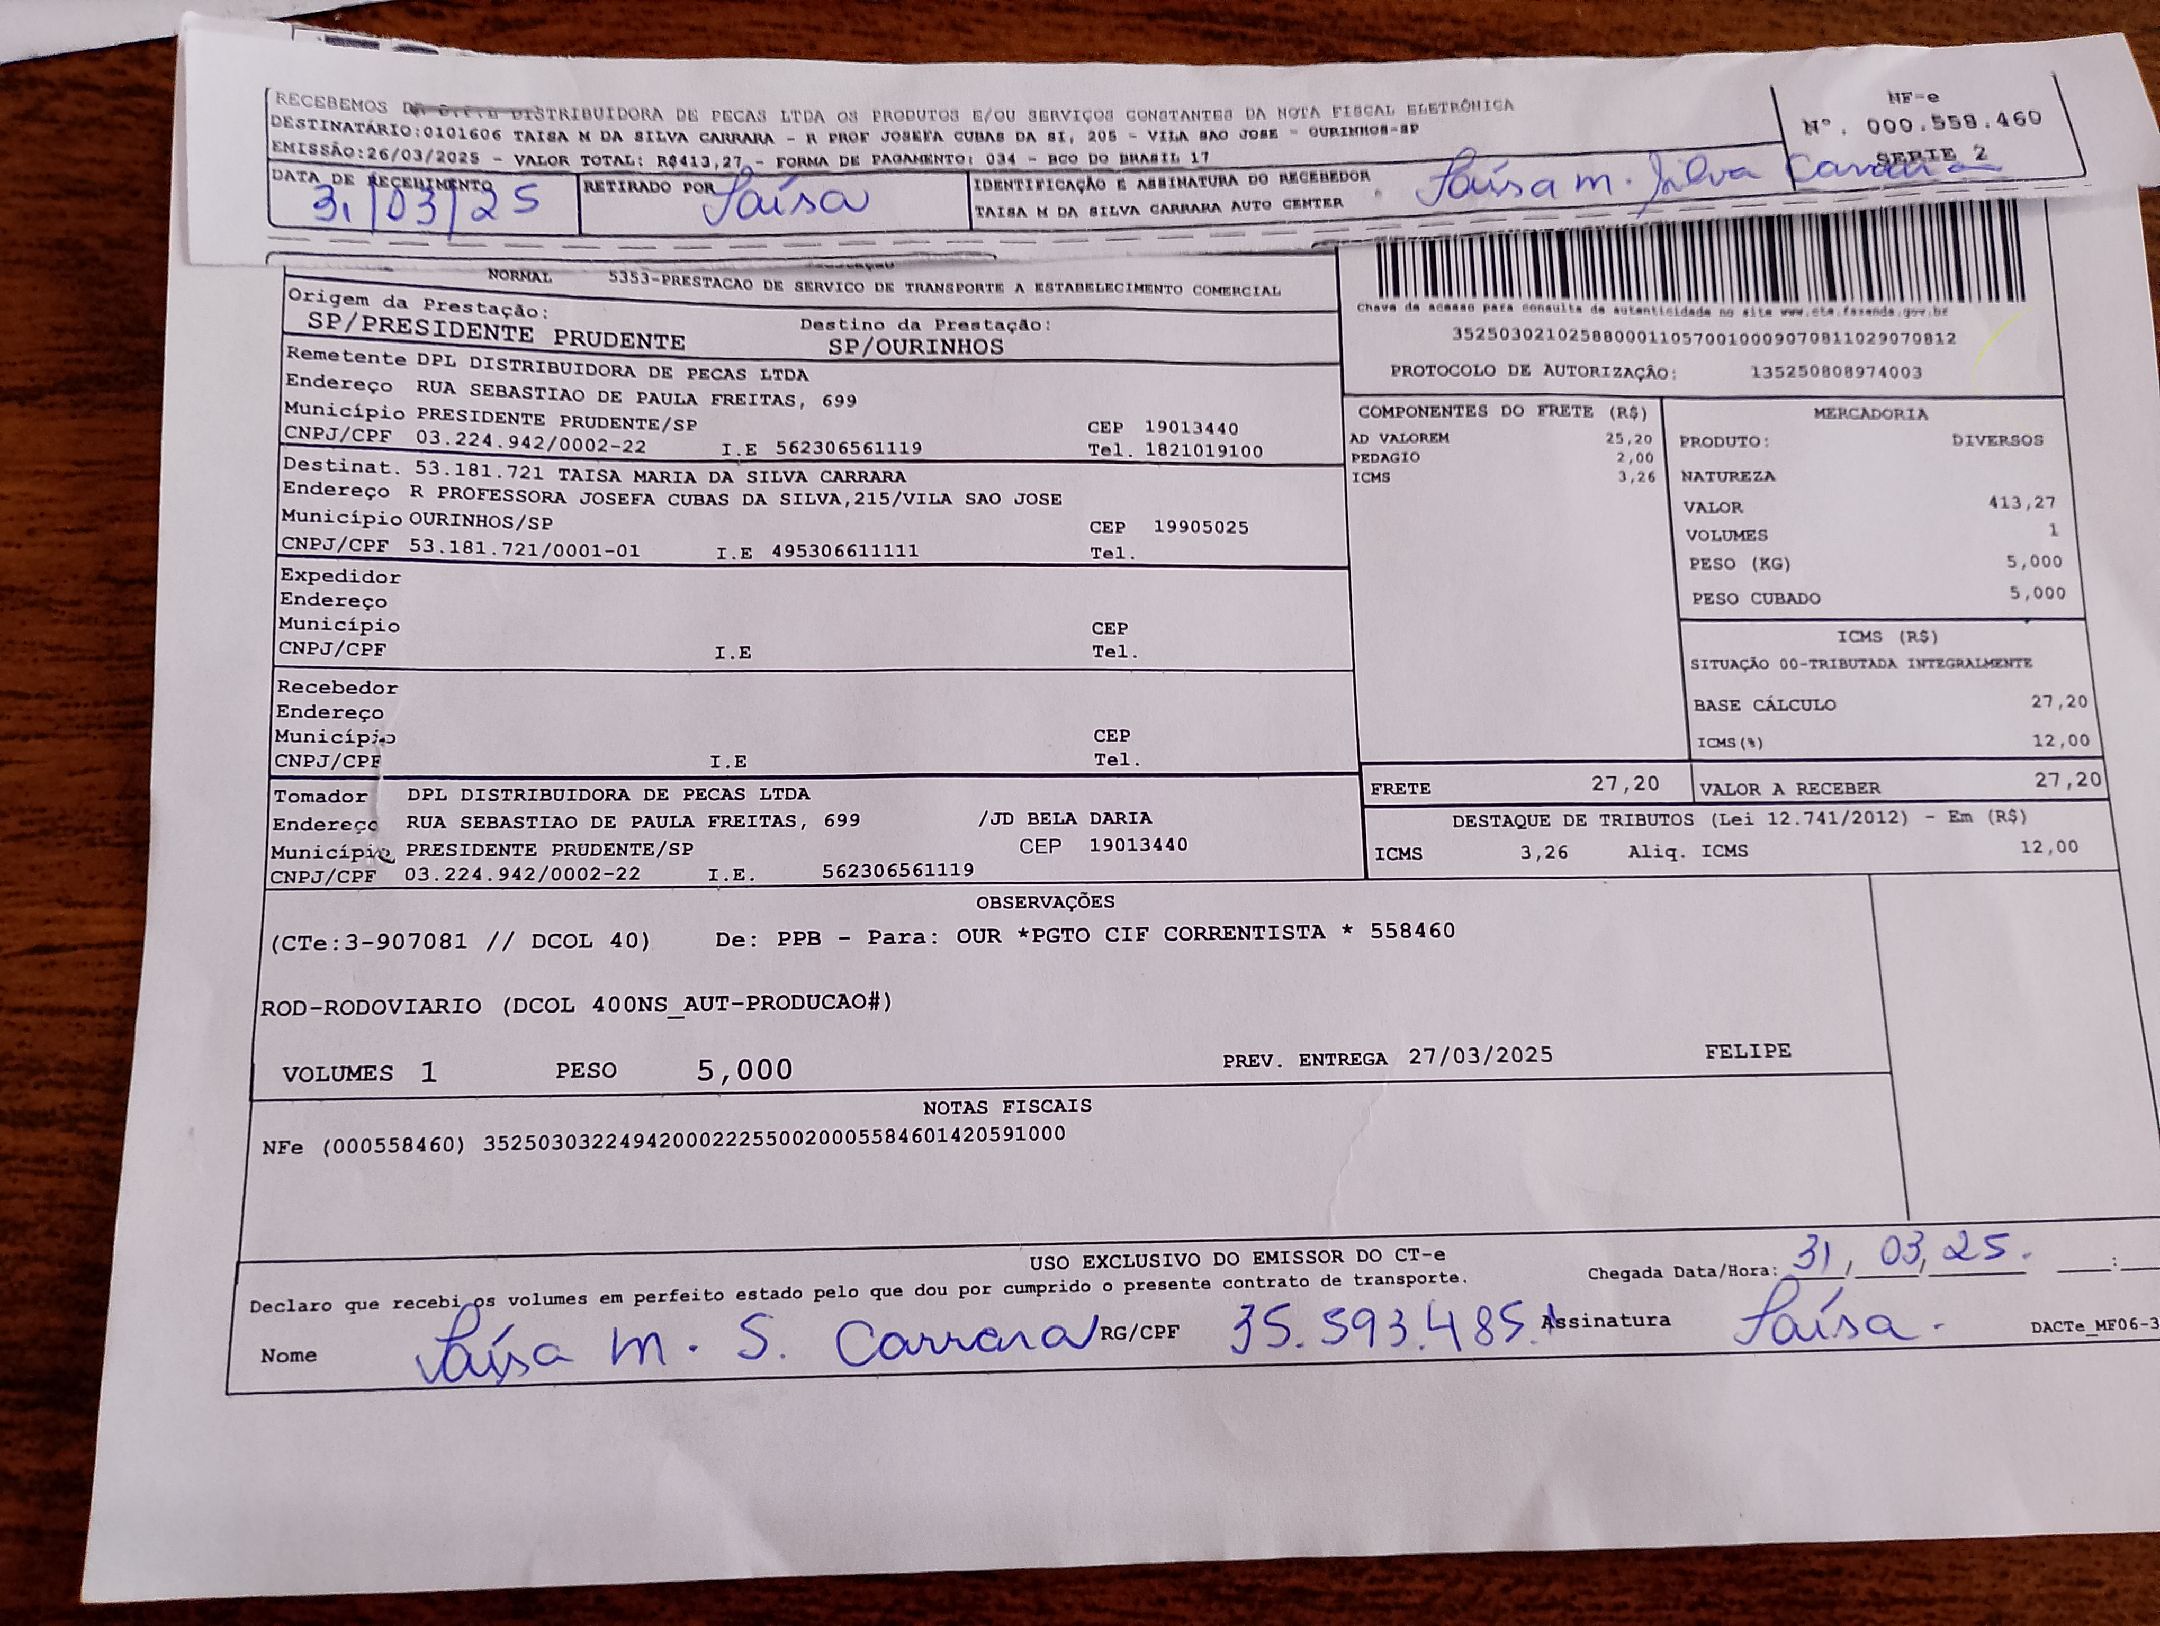 RECEBEMOS DISTRIBUIDORA DE PECAS LTDA OS PRODUTOS E/OU SERVIÇOS CONSTANTES DA NOTA FISCAL ELETRÔNICA
DESTINATÁRIO:0101606 TAISA M DA SILVA CARRARA - R PROF JOSEFA CUBAS DA SI, 205 - VILA SAO JOSE - OURINHOS-SP
EMISSÃO:26/03/2025 - VALOR TOTAL: R$413,27 - FORMA DE PAGAMENTO: 034 - BCO DO BRASIL 17
NF-e
Nº. 000.558.460
SERIE 2
DATA DE RECEBIMENTO
31/03/25
RETIRADO POR Taísa
IDENTIFICAÇÃO E ASSINATURA DO RECEBEDOR
TAISA M DA SILVA CARRARA AUTO CENTER
Taísa m. Silva Carrara
NORMAL 5353-PRESTACAO DE SERVICO DE TRANSPORTE A ESTABELECIMENTO COMERCIAL
Origem da Prestação:
SP/PRESIDENTE PRUDENTE
Destino da Prestação:
SP/OURINHOS
Chave de acesso para consulta de autenticidade no site www.cte.fazenda.gov.br
35250302102588000110570010009070811029070812
PROTOCOLO DE AUTORIZAÇÃO: 135250808974003
Remetente DPL DISTRIBUIDORA DE PECAS LTDA
Endereço RUA SEBASTIAO DE PAULA FREITAS, 699
Município PRESIDENTE PRUDENTE/SP CEP 19013440
CNPJ/CPF 03.224.942/0002-22 I.E 562306561119 Tel. 1821019100
Destinat. 53.181.721 TAISA MARIA DA SILVA CARRARA
Endereço R PROFESSORA JOSEFA CUBAS DA SILVA,215/VILA SAO JOSE
Município OURINHOS/SP CEP 19905025
CNPJ/CPF 53.181.721/0001-01 I.E 495306611111 Tel.
Expedidor
Endereço
Município CEP
CNPJ/CPF I.E Tel.
Recebedor
Endereço
Município CEP
CNPJ/CPF I.E Tel.
Tomador DPL DISTRIBUIDORA DE PECAS LTDA
Endereço RUA SEBASTIAO DE PAULA FREITAS, 699 /JD BELA DARIA
Município PRESIDENTE PRUDENTE/SP CEP 19013440
CNPJ/CPF 03.224.942/0002-22 I.E. 562306561119
COMPONENTES DO FRETE (R$)
AD VALOREM 25,20
PEDAGIO 2,00
ICMS 3,26
MERCADORIA
PRODUTO: DIVERSOS
NATUREZA
VALOR 413,27
VOLUMES 1
PESO (KG) 5,000
PESO CUBADO 5,000
ICMS (R$)
SITUAÇÃO 00-TRIBUTADA INTEGRALMENTE
BASE CÁLCULO 27,20
ICMS(%) 12,00
FRETE 27,20 VALOR A RECEBER 27,20
DESTAQUE DE TRIBUTOS (Lei 12.741/2012) - Em (R$)
ICMS 3,26 Aliq. ICMS 12,00
OBSERVAÇÕES
(CTe:3-907081 // DCOL 40) De: PPB - Para: OUR *PGTO CIF CORRENTISTA * 558460
ROD-RODOVIARIO (DCOL 400NS_AUT-PRODUCAO#)
VOLUMES 1 PESO 5,000 PREV. ENTREGA 27/03/2025 FELIPE
NOTAS FISCAIS
NFe (000558460) 35250303224942000222550020005584601420591000
USO EXCLUSIVO DO EMISSOR DO CT-e
Declaro que recebi os volumes em perfeito estado pelo que dou por cumprido o presente contrato de transporte.
Chegada Data/Hora: 31, 03, 25. ___:
Nome Taísa m. S. Carrara RG/CPF 35.593.485.1 Assinatura Taísa.
DACTe_MF06-3